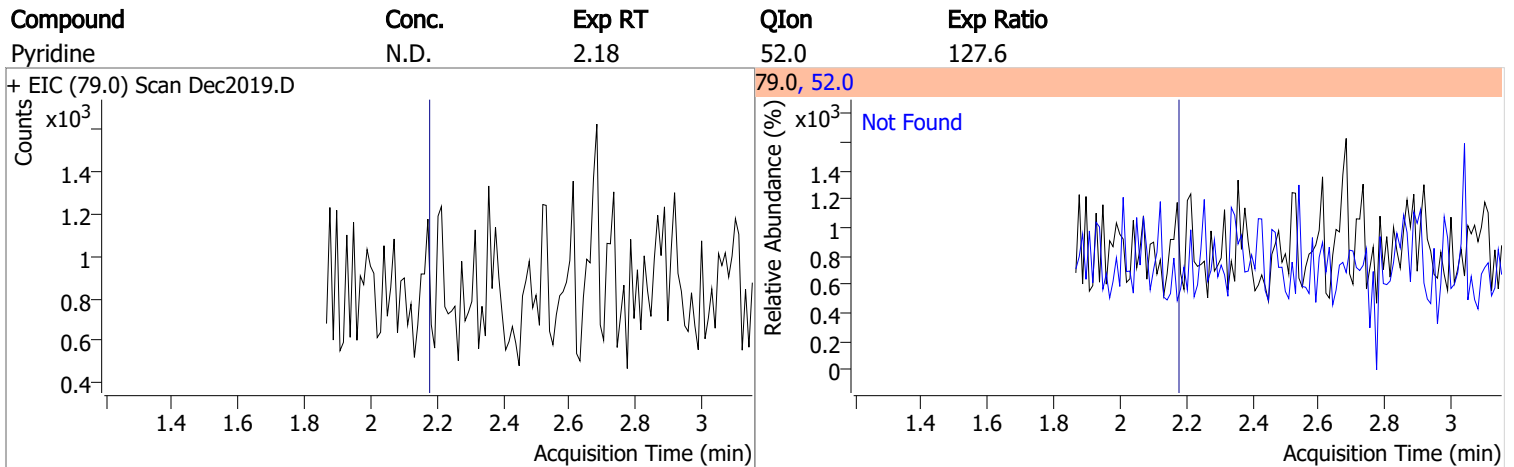 Compound Conc. Exp RT QIon Exp Ratio
Pyridine N.D. 2.18 52.0 127.6
+ EIC (79.0) Scan Dec2019.D
Counts
x10³
1.4
1.2
1
0.8
0.6
0.4
1.4 1.6 1.8 2 2.2 2.4 2.6 2.8 3
Acquisition Time (min)
79.0, 52.0
Relative Abundance (%)
x10³
Not Found
1.4
1.2
1
0.8
0.6
0.4
0.2
0
1.4 1.6 1.8 2 2.2 2.4 2.6 2.8 3
Acquisition Time (min)